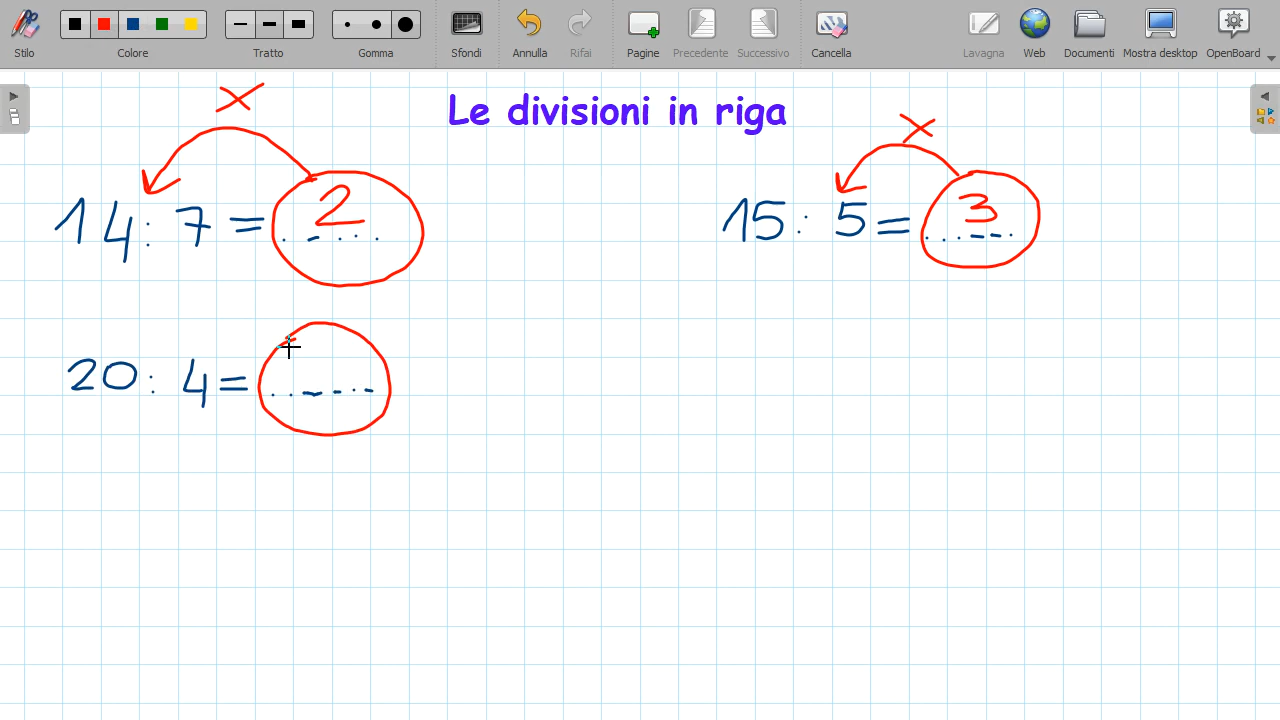 Stilo Colore Tratto Gomma Sfondi Annulla Rifai Pagine Precedente Successivo Cancella Lavagna Web Documenti Mostra desktop OpenBoard
Le divisioni in riga
x x
14 : 7 = 2 15 : 5 = 3
20 : 4 = ......